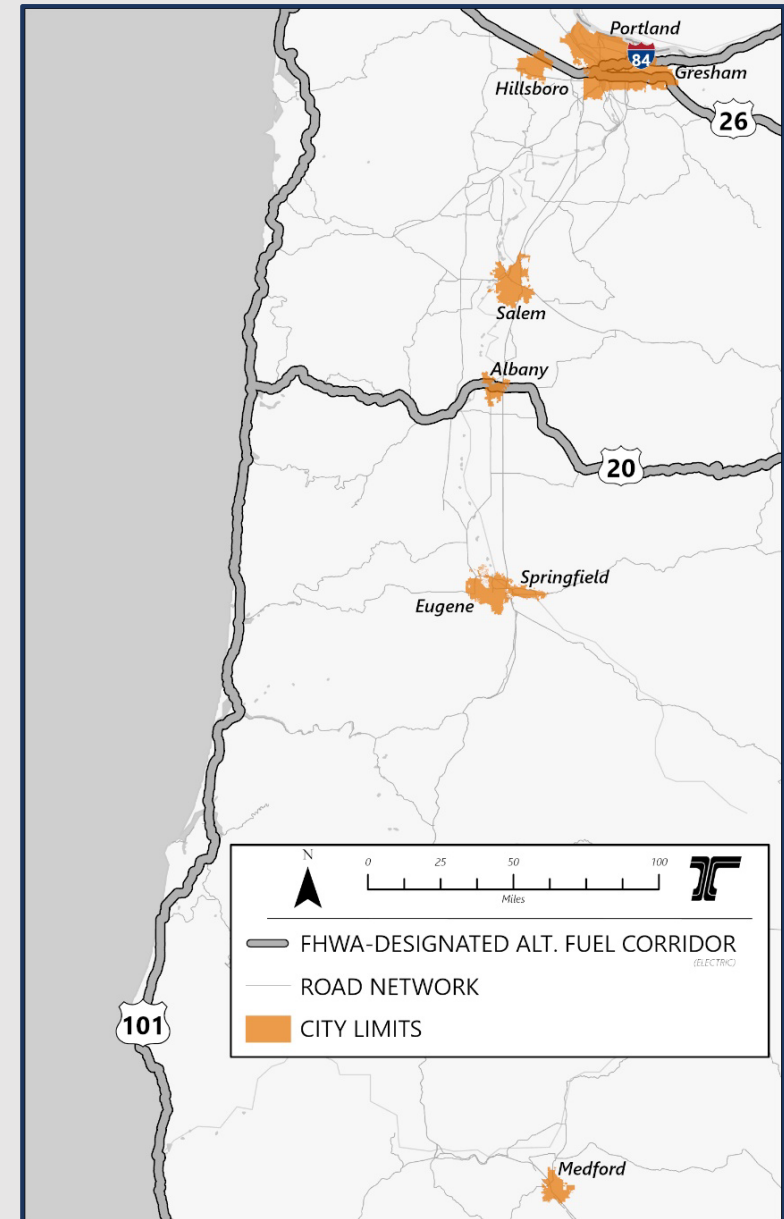 Portland
84
Gresham
Hillsboro
26
Salem
Albany
20
Springfield
Eugene
N
0 25 50 100
Miles
FHWA-DESIGNATED ALT. FUEL CORRIDOR
(ELECTRIC)
ROAD NETWORK
CITY LIMITS
101
Medford